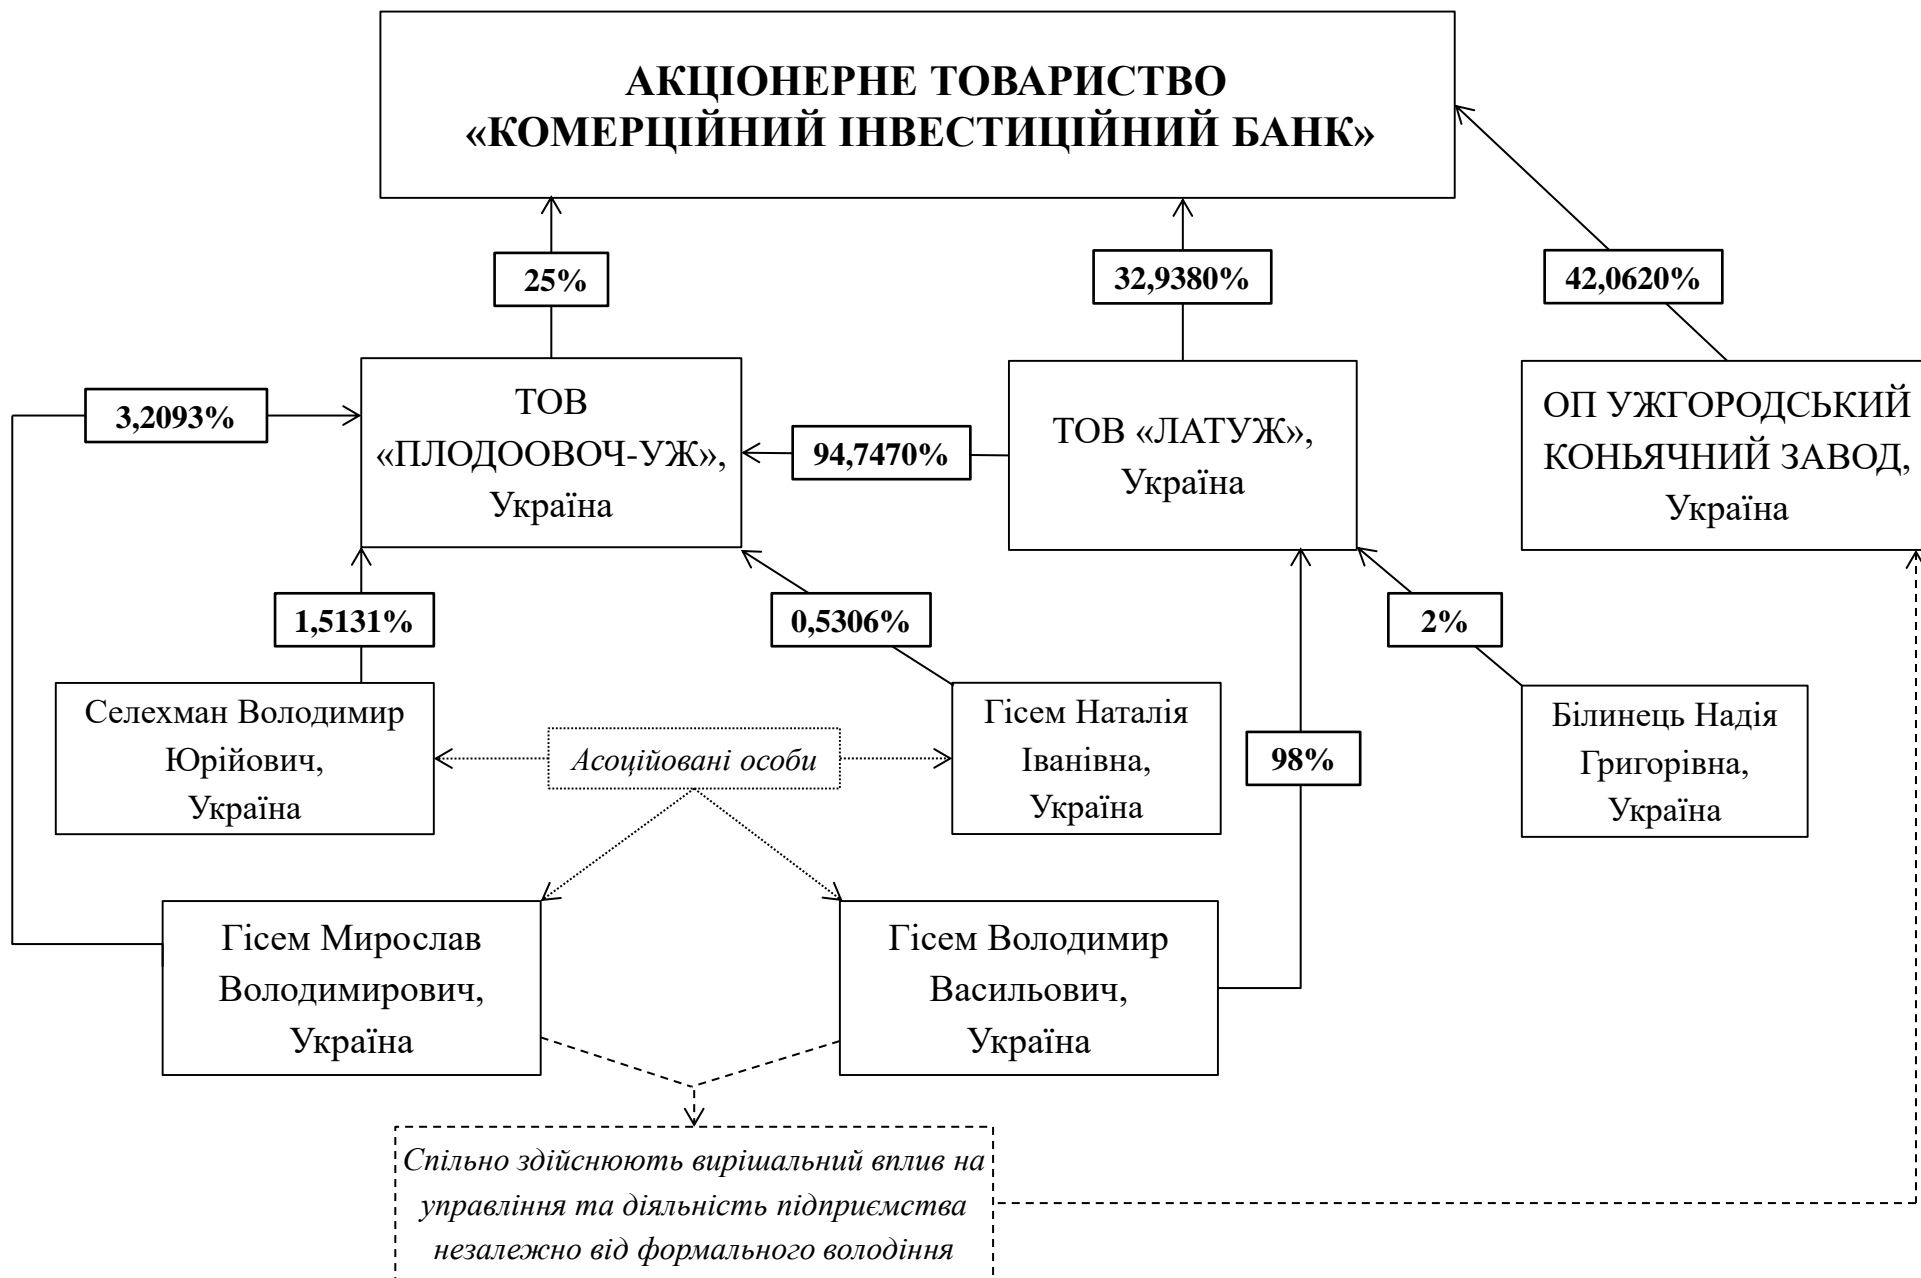 АКЦІОНЕРНЕ ТОВАРИСТВО
«КОМЕРЦІЙНИЙ ІНВЕСТИЦІЙНИЙ БАНК»
25%
32,9380%
42,0620%
3,2093%
ТОВ
«ПЛОДООВОЧ-УЖ»,
Україна
94,7470%
ТОВ «ЛАТУЖ»,
Україна
ОП УЖГОРОДСЬКИЙ
КОНЬЯЧНИЙ ЗАВОД,
Україна
1,5131%
0,5306%
2%
Селехман Володимир
Юрійович,
Україна
Асоційовані особи
Гісем Наталія
Іванівна,
Україна
98%
Білинець Надія
Григорівна,
Україна
Гісем Мирослав
Володимирович,
Україна
Гісем Володимир
Васильович,
Україна
Спільно здійснюють вирішальний вплив на
управління та діяльність підприємства
незалежно від формального володіння